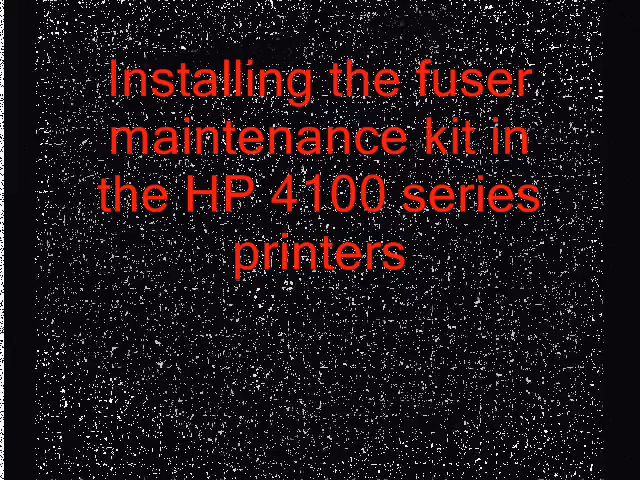 Installing the fuser
maintenance kit in
the HP 4100 series
printers